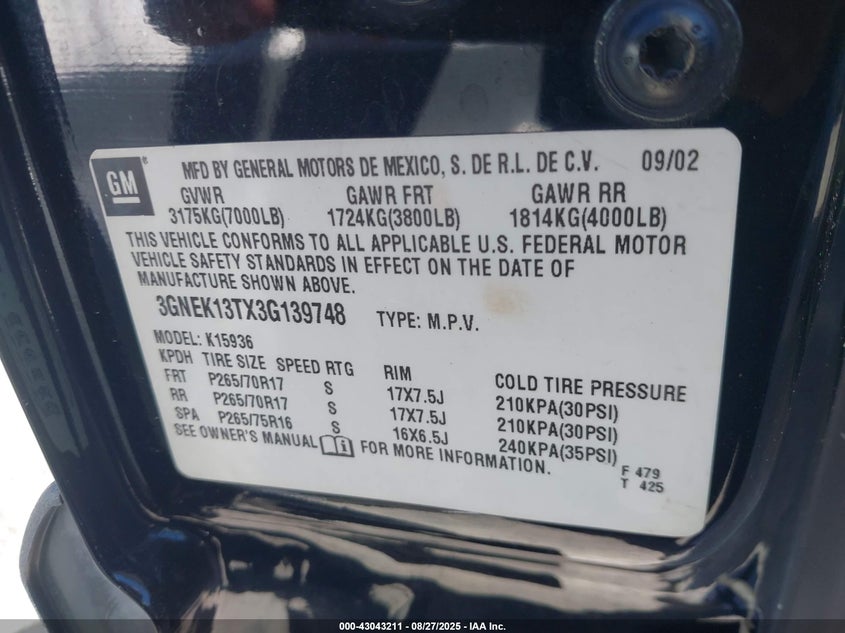 GM ®
MFD BY GENERAL MOTORS DE MEXICO, S. DE R.L. DE C.V. 09/02
GVWR GAWR FRT GAWR RR
3175KG(7000LB) 1724KG(3800LB) 1814KG(4000LB)
THIS VEHICLE CONFORMS TO ALL APPLICABLE U.S. FEDERAL MOTOR
VEHICLE SAFETY STANDARDS IN EFFECT ON THE DATE OF
MANUFACTURE SHOWN ABOVE.
3GNEK13TX3G139748 TYPE: M.P.V.
MODEL: K15936
KPDH TIRE SIZE SPEED RTG RIM COLD TIRE PRESSURE
FRT P265/70R17 S 17X7.5J 210KPA(30PSI)
RR P265/70R17 S 17X7.5J 210KPA(30PSI)
SPA P265/75R16 S 16X6.5J 240KPA(35PSI)
SEE OWNER'S MANUAL FOR MORE INFORMATION.
F 479
T 425
000-43043211 - 08/27/2025 - IAA Inc.